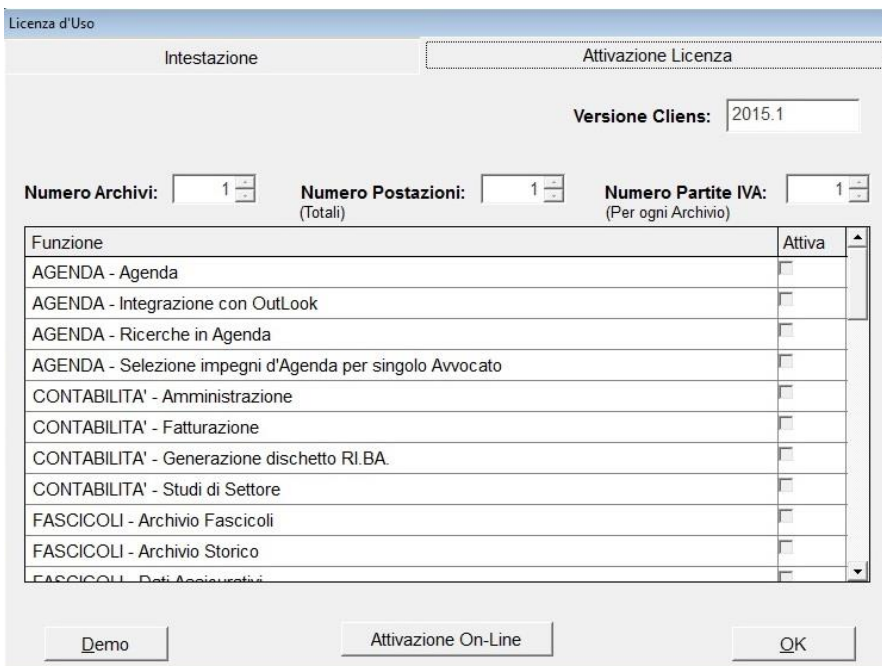 Licenza d'Uso
Intestazione
Attivazione Licenza
Versione Cliens: 2015.1
Numero Archivi: 1 Numero Postazioni: 1 Numero Partite IVA: 1
(Totali) (Per ogni Archivio)
Funzione Attiva
AGENDA - Agenda
AGENDA - Integrazione con OutLook
AGENDA - Ricerche in Agenda
AGENDA - Selezione impegni d'Agenda per singolo Avvocato
CONTABILITA' - Amministrazione
CONTABILITA' - Fatturazione
CONTABILITA' - Generazione dischetto RI.BA.
CONTABILITA' - Studi di Settore
FASCICOLI - Archivio Fascicoli
FASCICOLI - Archivio Storico
FASCICOLI - Dati Assicurativi
Demo Attivazione On-Line OK